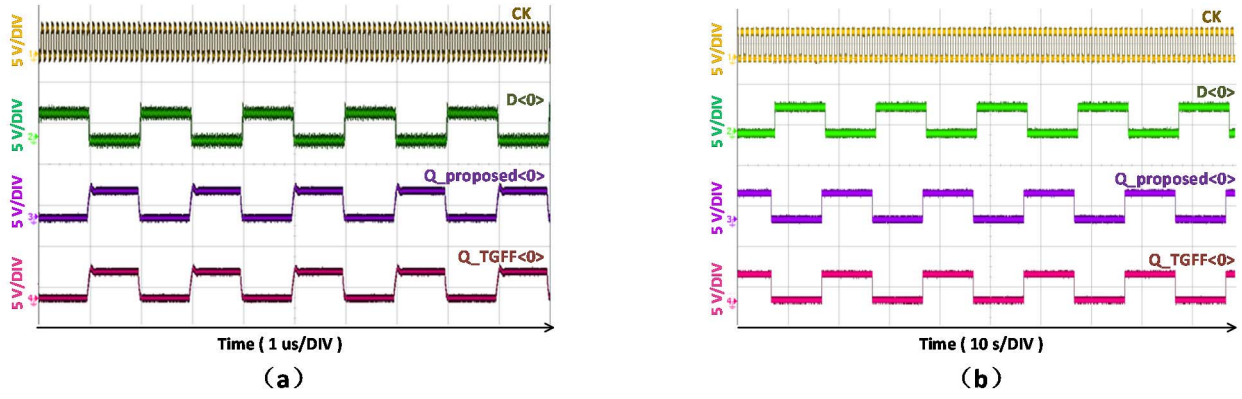 5 V/DIV
CK
5 V/DIV
D<0>
5 V/DIV
Q_proposed<0>
5 V/DIV
Q_TGFF<0>
Time ( 1 us/DIV )
(a)
5 V/DIV
CK
5 V/DIV
D<0>
5 V/DIV
Q_proposed<0>
5 V/DIV
Q_TGFF<0>
Time ( 10 s/DIV )
(b)